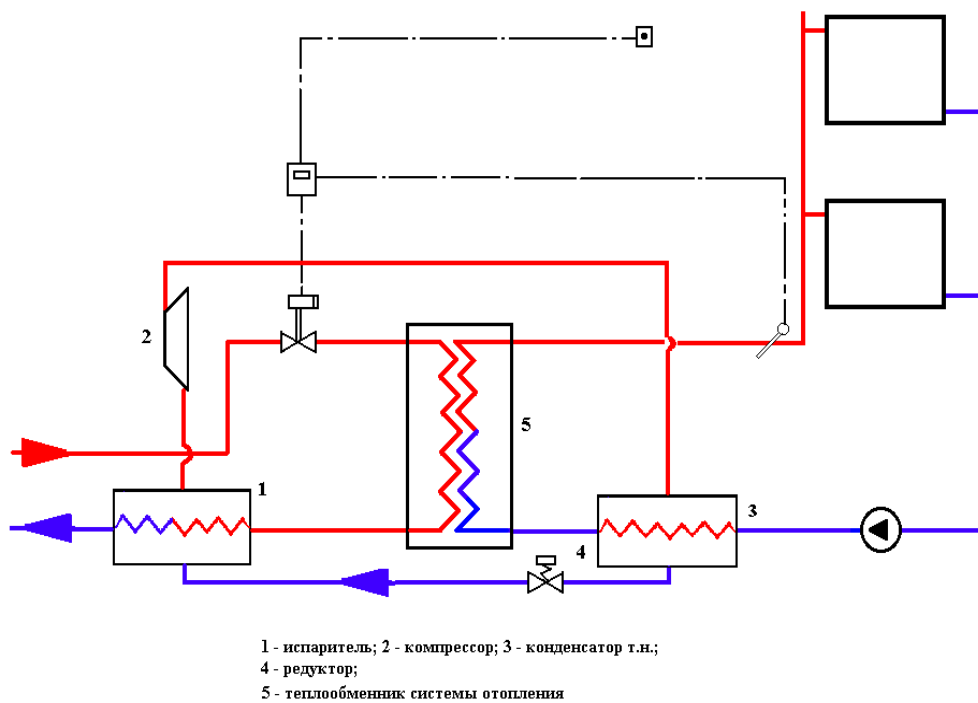 2
5
1
3
4
1 - испаритель; 2 - компрессор; 3 - конденсатор т.н.;
4 - редуктор;
5 - теплообменник системы отопления